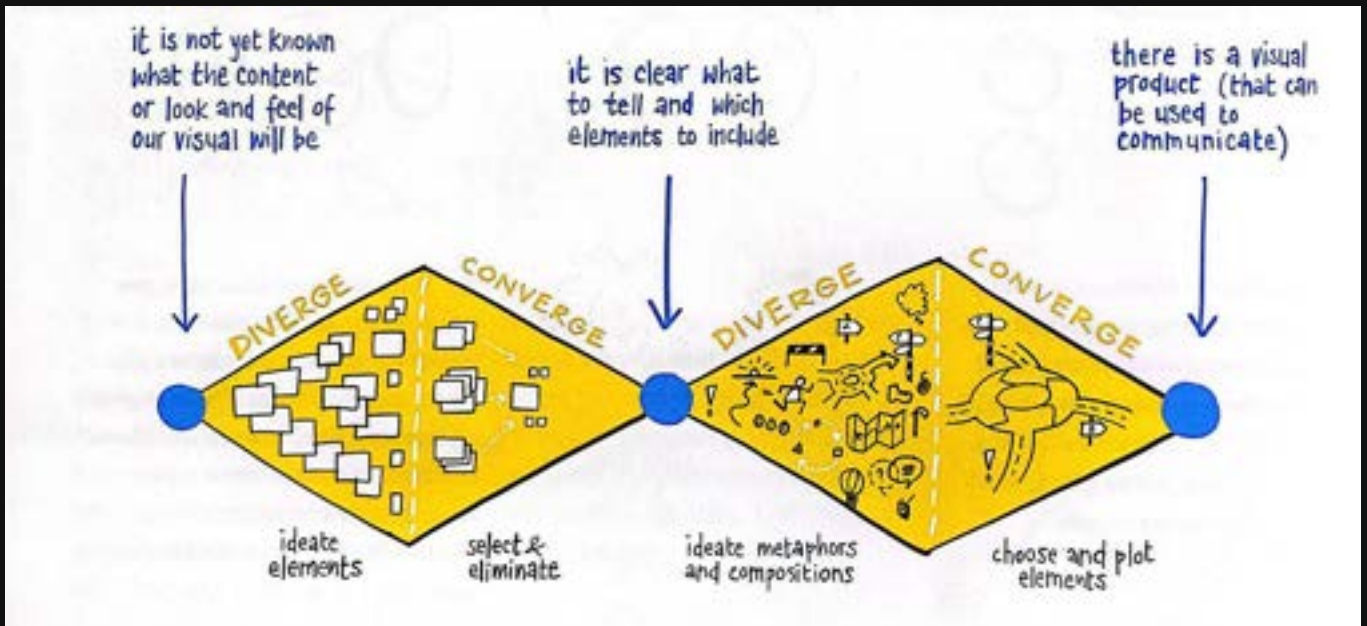 it is not yet known
what the content
or look and feel of
our visual will be
it is clear what
to tell and which
elements to include
there is a visual
product (that can
be used to
communicate)
DIVERGE
CONVERGE
DIVERGE
CONVERGE
ideate
elements
select &
eliminate
ideate metaphors
and compositions
choose and plot
elements